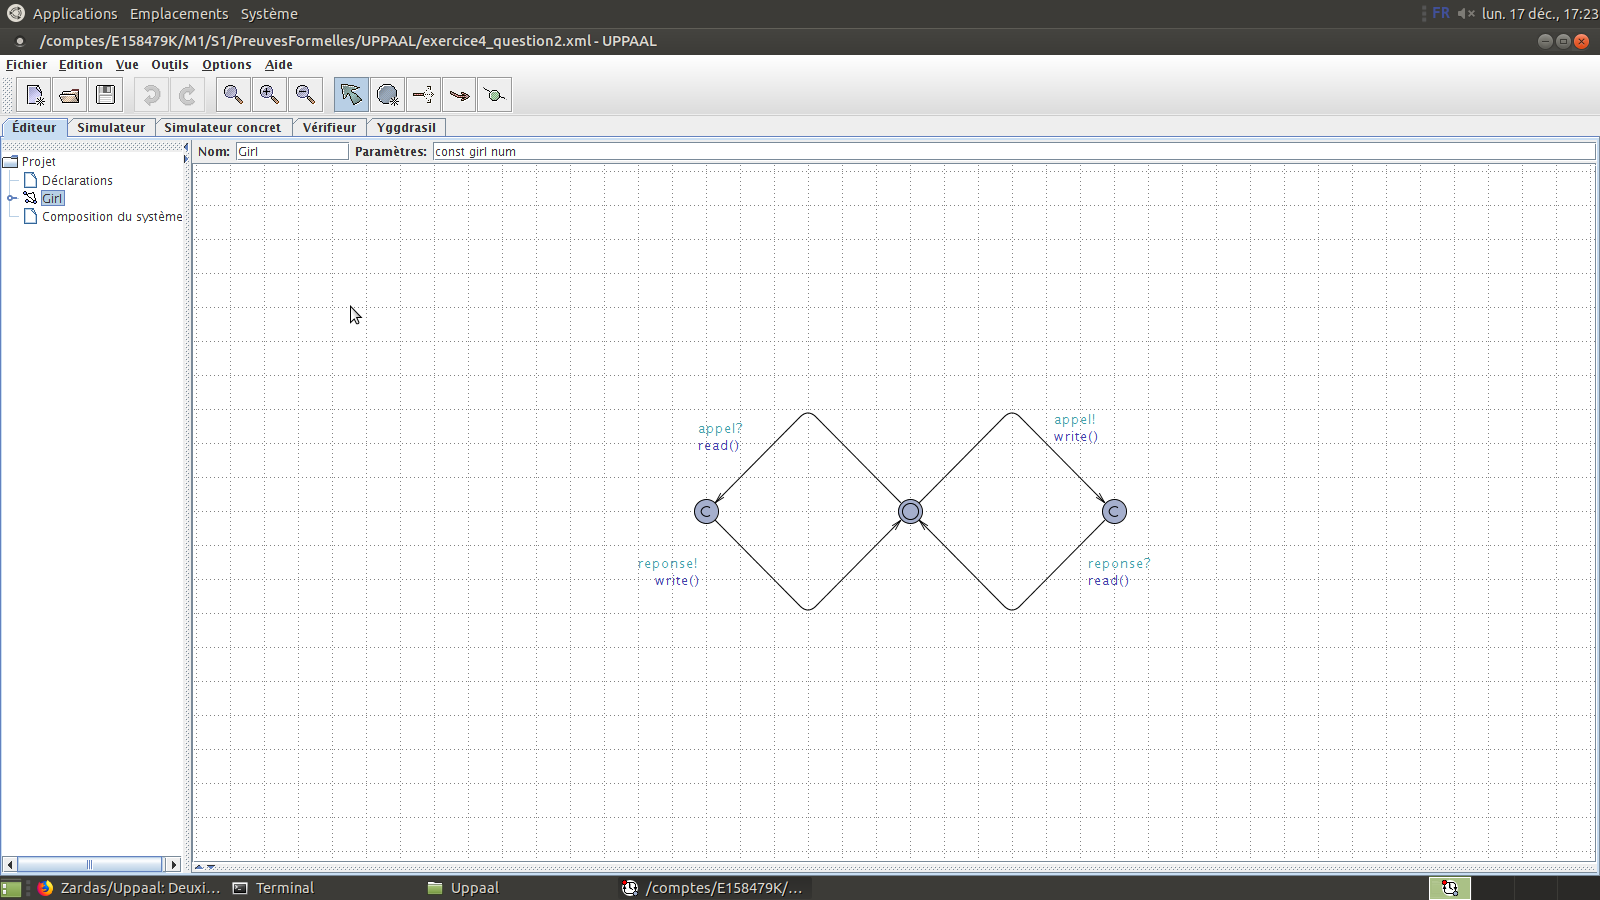 Applications Emplacements Système FR lun. 17 déc., 17:23
/comptes/E158479K/M1/S1/PreuvesFormelles/UPPAAL/exercice4_question2.xml - UPPAAL
Fichier Edition Vue Outils Options Aide
Éditeur Simulateur Simulateur concret Vérifieur Yggdrasil
Nom: Girl Paramètres: const girl num
Projet
Déclarations
Girl
Composition du système
appel?
read()
appel!
write()
C
C
reponse!
write()
reponse?
read()
Zardas/Uppaal: Deuxi... Terminal Uppaal /comptes/E158479K/...